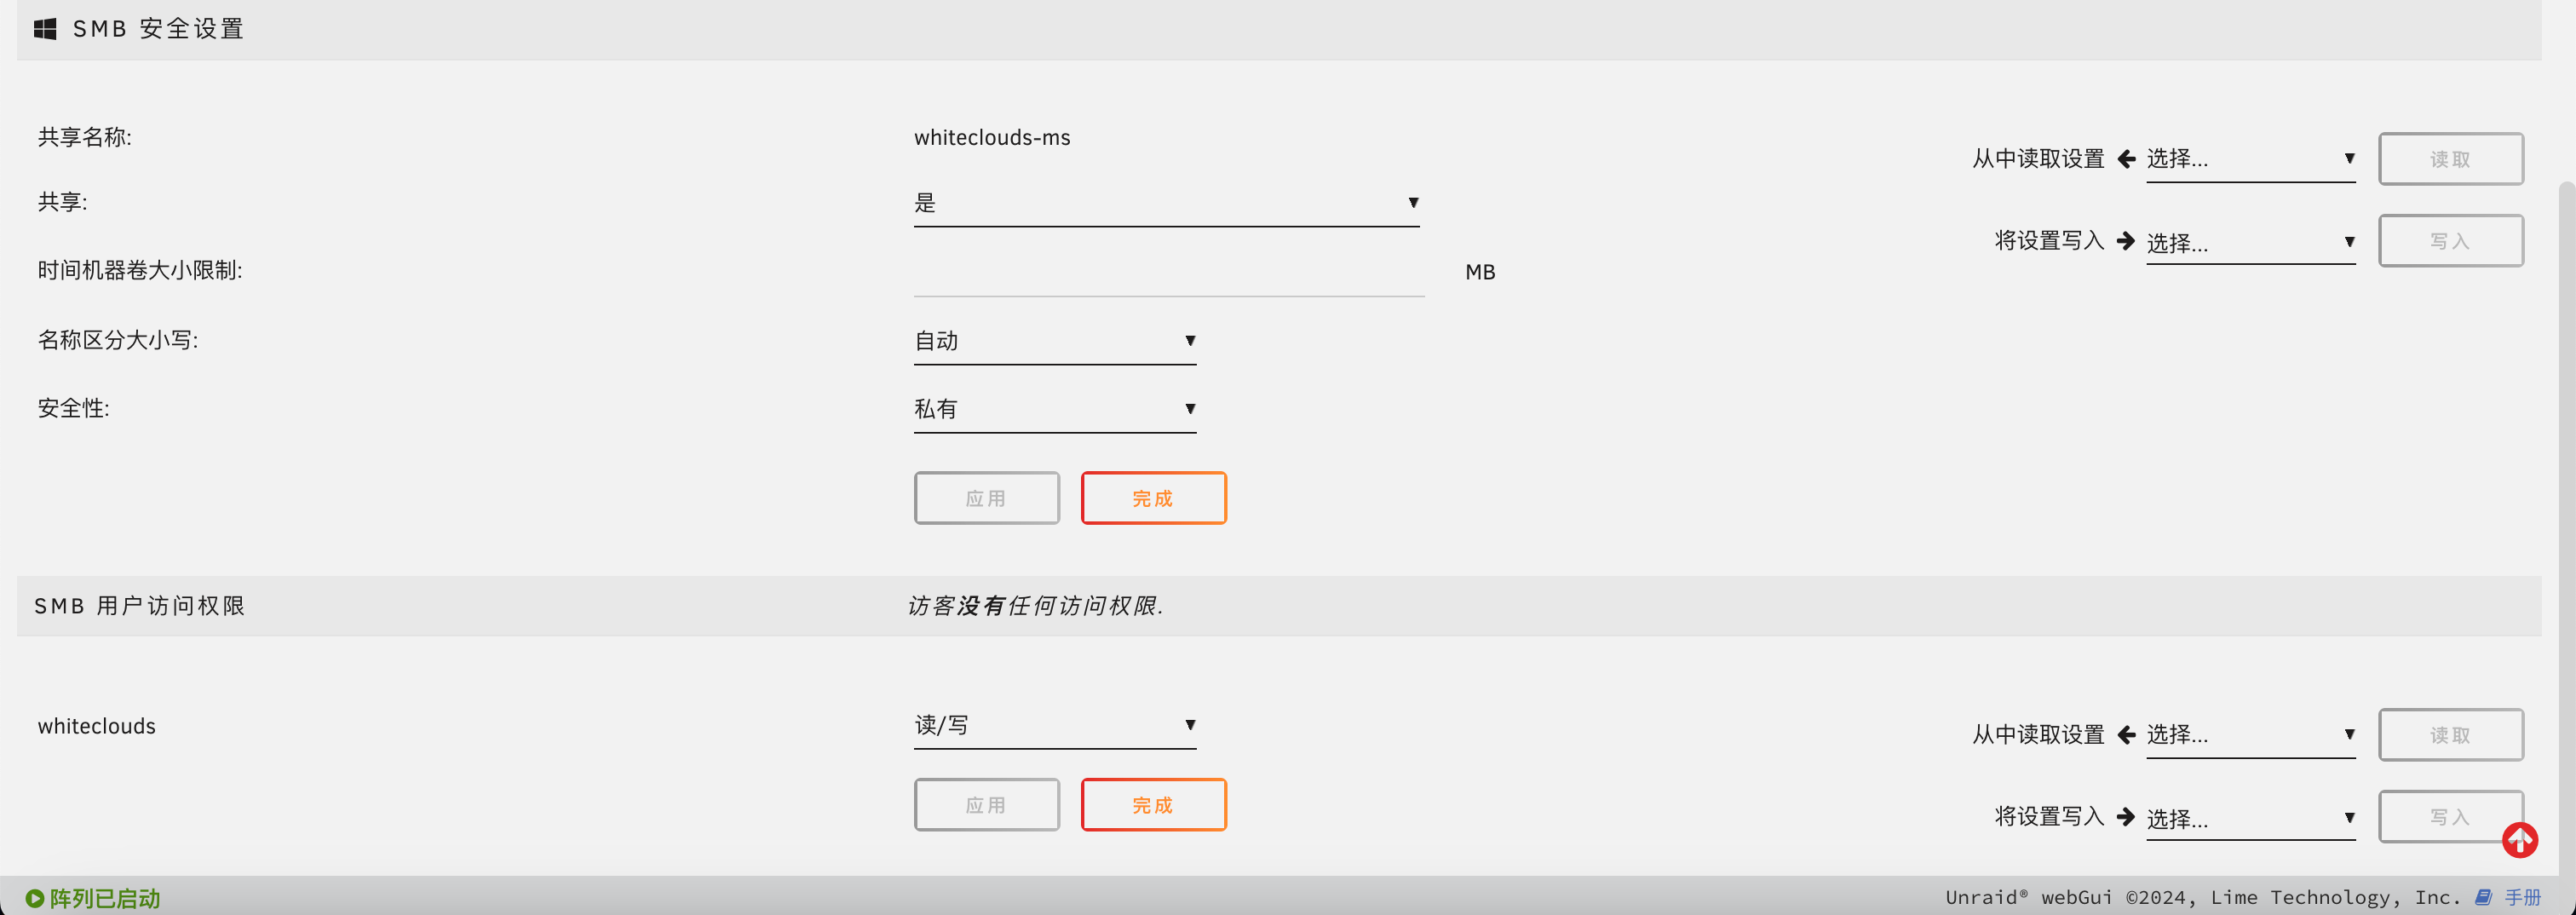 SMB 安全设置
共享名称: whiteclouds-ms
从中读取设置 选择... 读取
共享: 是
将设置写入 选择... 写入
时间机器卷大小限制: MB
名称区分大小写: 自动
安全性: 私有
应用 完成
SMB 用户访问权限 访客没有任何访问权限.
whiteclouds 读/写
从中读取设置 选择... 读取
应用 完成
将设置写入 选择... 写入
阵列已启动 Unraid® webGui ©2024, Lime Technology, Inc. 手册